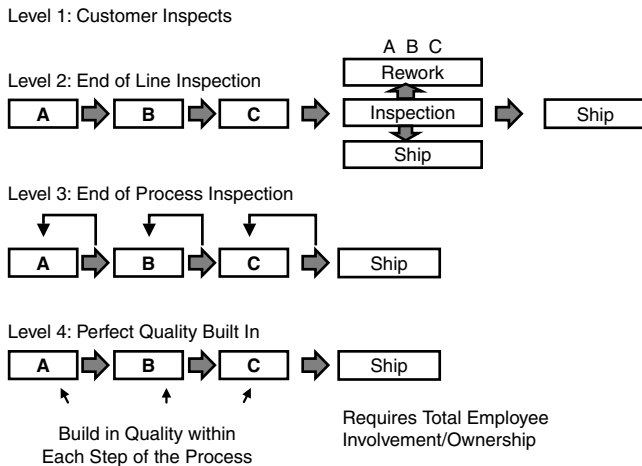 Level 1: Customer Inspects
A B C
Rework
Level 2: End of Line Inspection
A B C Inspection Ship
Ship
Level 3: End of Process Inspection
A B C Ship
Level 4: Perfect Quality Built In
A B C Ship
Build in Quality within
Each Step of the Process
Requires Total Employee
Involvement/Ownership